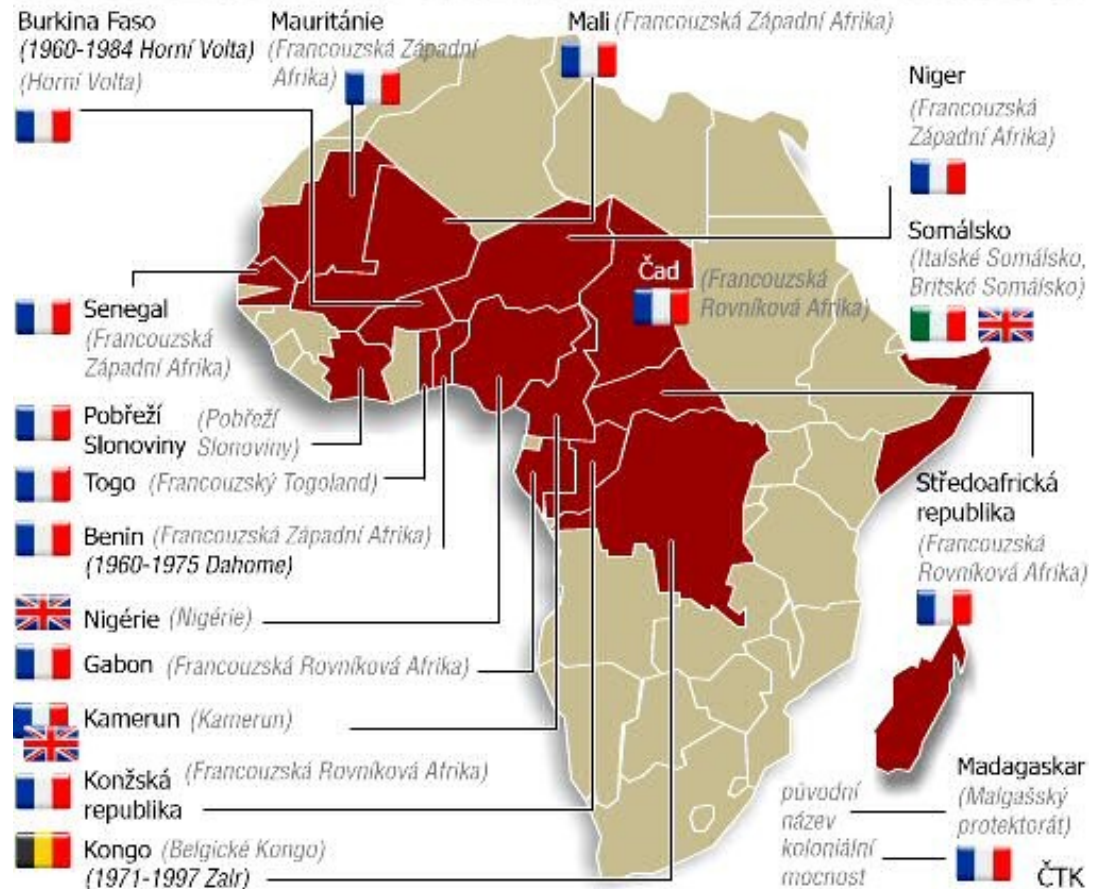 Burkina Faso
(1960-1984 Horní Volta)
(Horní Volta)
Mauritánie
(Francouzská Západní
Afrika)
Mali (Francouzská Západní Afrika)
Niger
(Francouzská
Západní Afrika)
Somálsko
(Italské Somálsko,
Britské Somálsko)
Čad (Francouzská
Rovníková Afrika)
Senegal
(Francouzská
Západní Afrika)
Pobřeží (Pobřeží
Slonoviny Slonoviny)
Togo (Francouzský Togoland)
Benin (Francouzská Západní Afrika)
(1960-1975 Dahome)
Nigérie (Nigérie)
Gabon (Francouzská Rovníková Afrika)
Kamerun (Kamerun)
Konžská (Francouzská Rovníková Afrika)
republika
Kongo (Belgické Kongo)
(1971-1997 Zair)
Středoafrická
republika
(Francouzská
Rovníková Afrika)
Madagaskar
(Malgašský
protektorát)
původní
název
koloniální
mocnost
ČTK